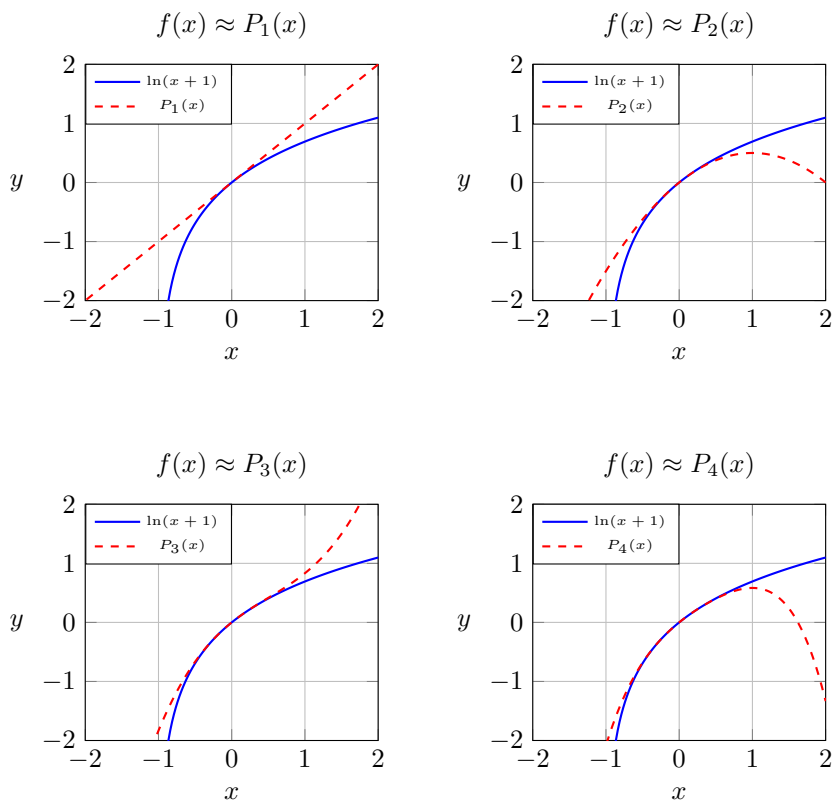 f(x) ≈ P₁(x)
2
1
0
−1
−2
y
ln(x + 1)
P₁(x)
−2 −1 0 1 2
x
f(x) ≈ P₂(x)
2
1
0
−1
−2
y
ln(x + 1)
P₂(x)
−2 −1 0 1 2
x
f(x) ≈ P₃(x)
2
1
0
−1
−2
y
ln(x + 1)
P₃(x)
−2 −1 0 1 2
x
f(x) ≈ P₄(x)
2
1
0
−1
−2
y
ln(x + 1)
P₄(x)
−2 −1 0 1 2
x